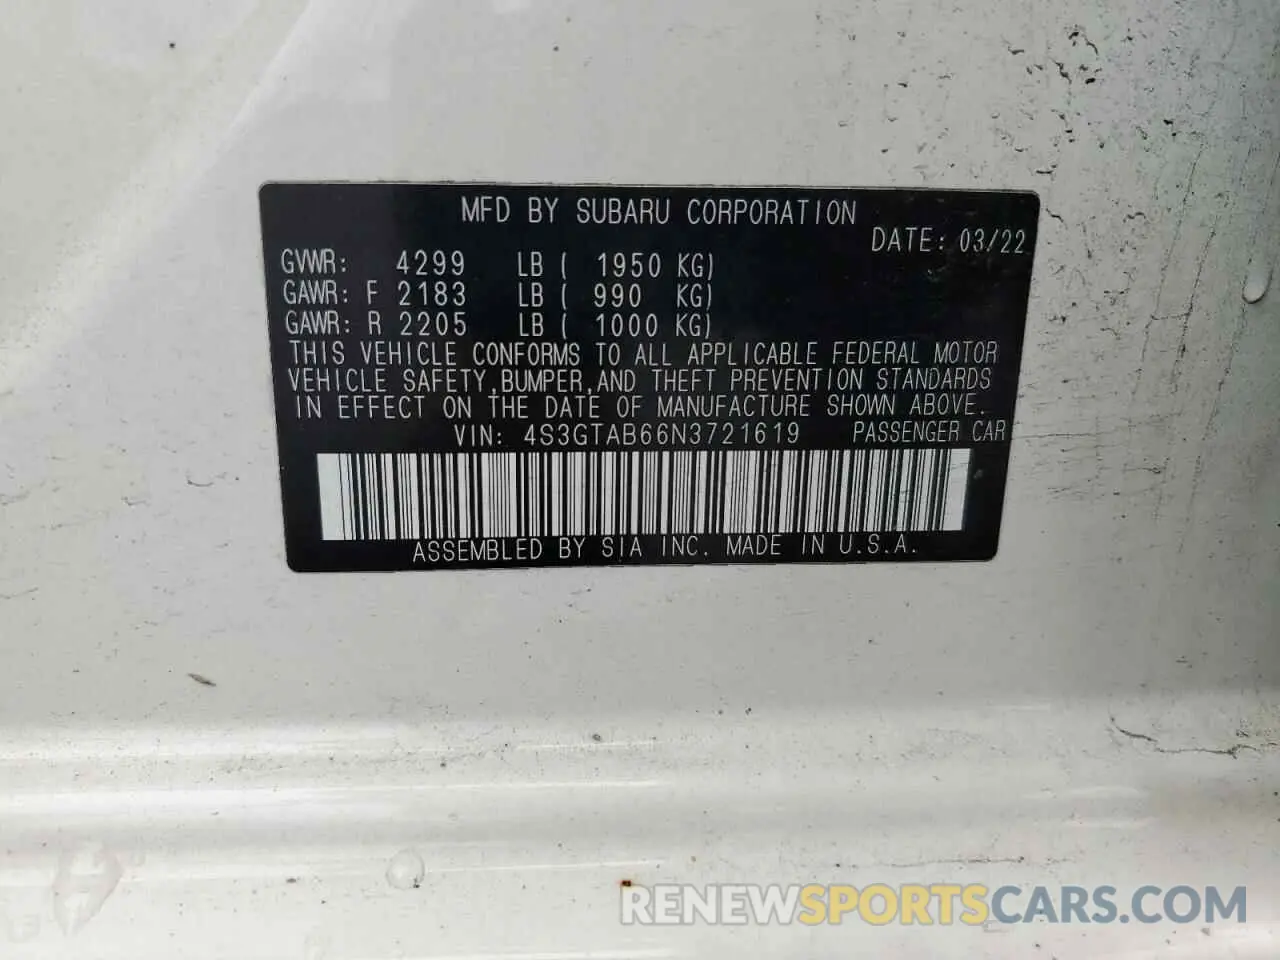 MFD BY SUBARU CORPORATION
DATE: 03/22
GVWR: 4299 LB ( 1950 KG)
GAWR: F 2183 LB ( 990 KG)
GAWR: R 2205 LB ( 1000 KG)
THIS VEHICLE CONFORMS TO ALL APPLICABLE FEDERAL MOTOR
VEHICLE SAFETY, BUMPER, AND THEFT PREVENTION STANDARDS
IN EFFECT ON THE DATE OF MANUFACTURE SHOWN ABOVE.
VIN: 4S3GTAB66N3721619 PASSENGER CAR
ASSEMBLED BY SIA INC. MADE IN U.S.A.
RENEWSPORTSCARS.COM